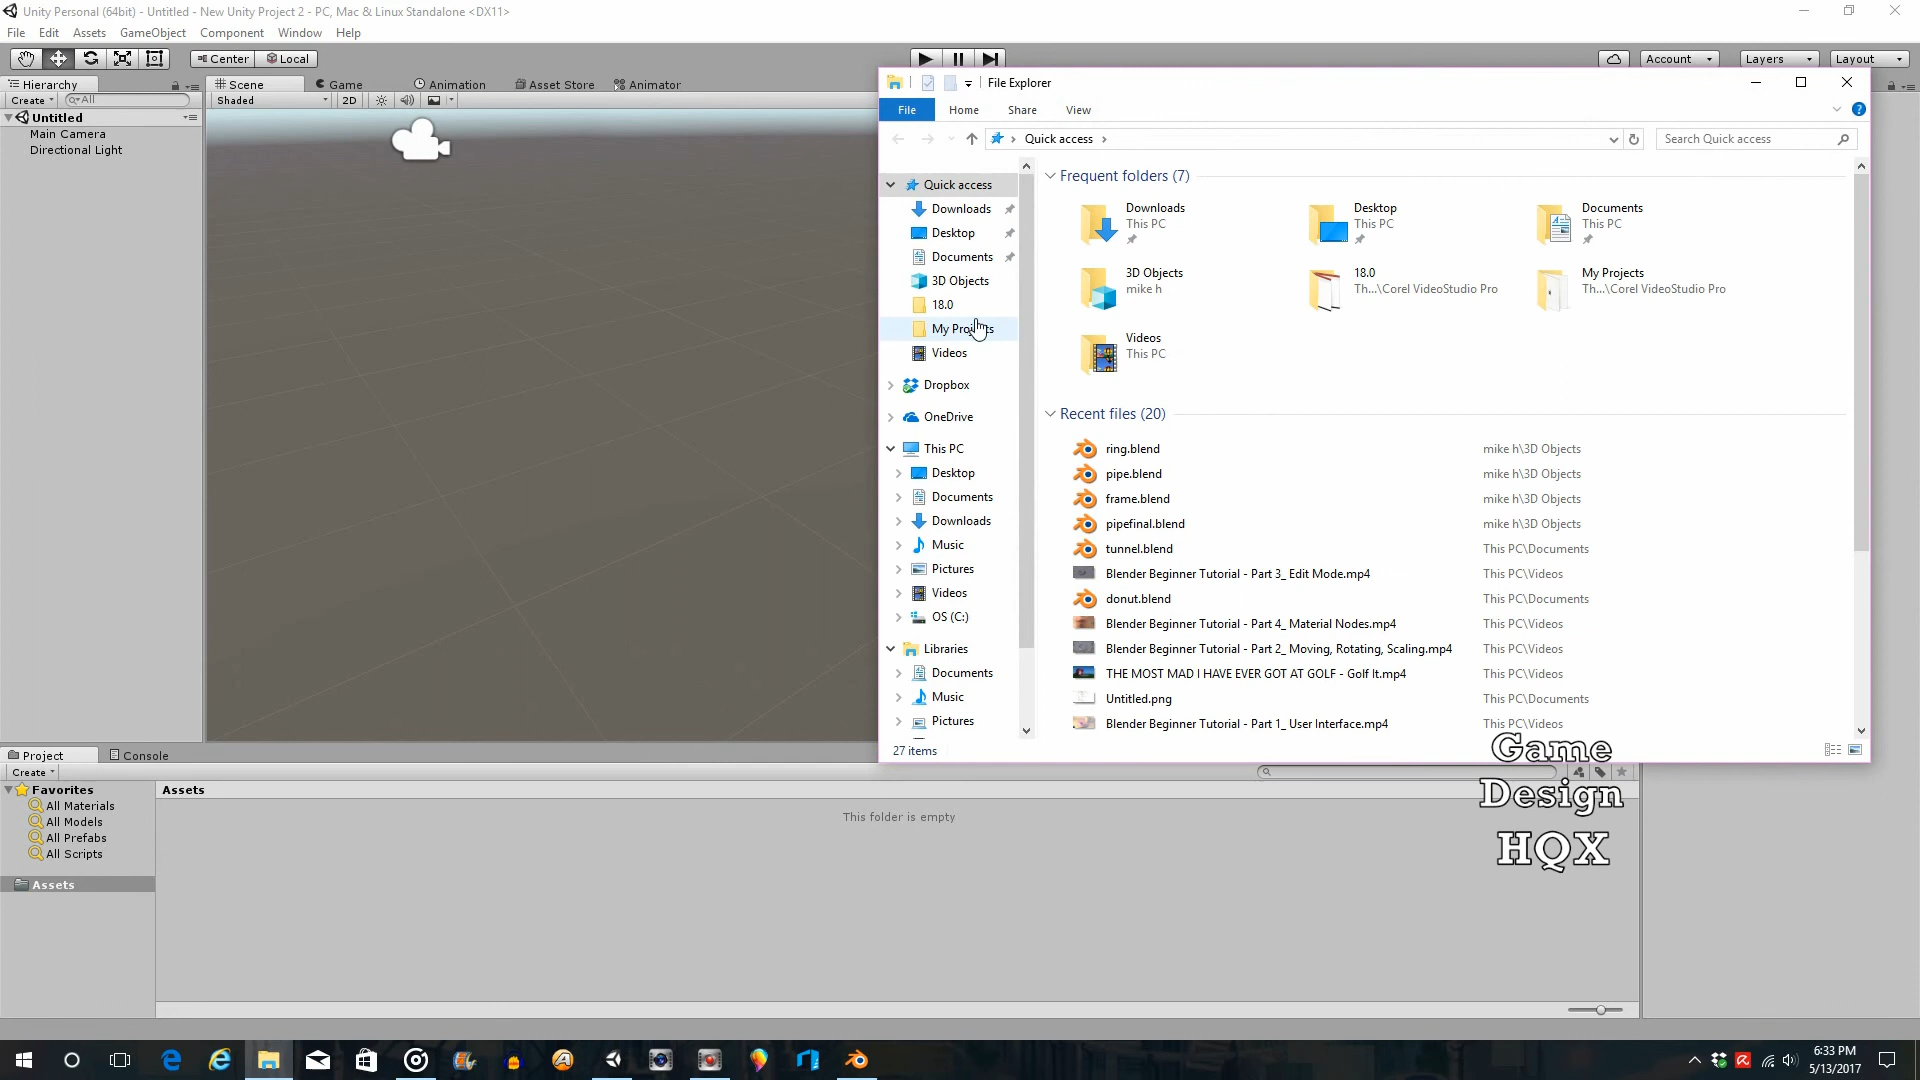 Unity Personal (64bit) - Untitled - New Unity Project 2 - PC, Mac & Linux Standalone <DX11>
File Edit Assets GameObject Component Window Help
Center Local
Account Layers Layout
Hierarchy
Scene Game Animation Asset Store Animator
Create All
Shaded 2D
Untitled
Main Camera
Directional Light
File Explorer
File Home Share View
Quick access
Search Quick access
Quick access
Downloads
Desktop
Documents
3D Objects
18.0
My Projects
Videos
Dropbox
OneDrive
This PC
Desktop
Documents
Downloads
Music
Pictures
Videos
OS (C:)
Libraries
Documents
Music
Pictures
Frequent folders (7)
Downloads
This PC
Desktop
This PC
Documents
This PC
3D Objects
mike h
18.0
Th...\Corel VideoStudio Pro
My Projects
Th...\Corel VideoStudio Pro
Videos
This PC
Recent files (20)
ring.blend mike h\3D Objects
pipe.blend mike h\3D Objects
frame.blend mike h\3D Objects
pipefinal.blend mike h\3D Objects
tunnel.blend This PC\Documents
Blender Beginner Tutorial - Part 3_ Edit Mode.mp4 This PC\Videos
donut.blend This PC\Documents
Blender Beginner Tutorial - Part 4_ Material Nodes.mp4 This PC\Videos
Blender Beginner Tutorial - Part 2_ Moving, Rotating, Scaling.mp4 This PC\Videos
THE MOST MAD I HAVE EVER GOT AT GOLF - Golf It.mp4 This PC\Videos
Untitled.png This PC\Documents
Blender Beginner Tutorial - Part 1_ User Interface.mp4 This PC\Videos
27 items
Project Console
Create
Favorites
All Materials
All Models
All Prefabs
All Scripts
Assets
Assets
This folder is empty
Game
Design
HQX
6:33 PM
5/13/2017